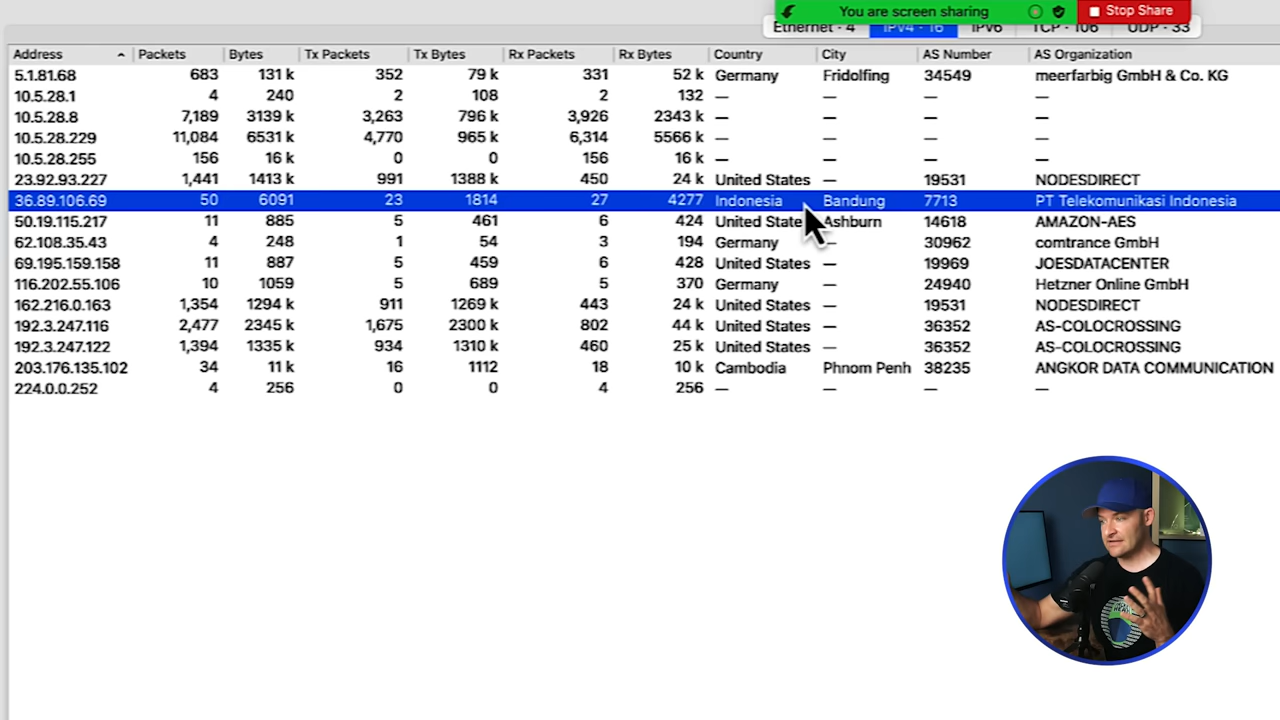 You are screen sharing Stop Share
Ethernet · 4 IPv4 · 16 IPv6 TCP · 106 UDP · 33
Address Packets Bytes Tx Packets Tx Bytes Rx Packets Rx Bytes Country City AS Number AS Organization
5.1.81.68 683 131 k 352 79 k 331 52 k Germany Fridolfing 34549 meerfarbig GmbH & Co. KG
10.5.28.1 4 240 2 108 2 132 — — — —
10.5.28.8 7,189 3139 k 3,263 796 k 3,926 2343 k — — — —
10.5.28.229 11,084 6531 k 4,770 965 k 6,314 5566 k — — — —
10.5.28.255 156 16 k 0 0 156 16 k — — — —
23.92.93.227 1,441 1413 k 991 1388 k 450 24 k United States — 19531 NODESDIRECT
36.89.106.69 50 6091 23 1814 27 4277 Indonesia Bandung 7713 PT Telekomunikasi Indonesia
50.19.115.217 11 885 5 461 6 424 United State Ashburn 14618 AMAZON-AES
62.108.35.43 4 248 1 54 3 194 Germany — 30962 comtrance GmbH
69.195.159.158 11 887 5 459 6 428 United States — 19969 JOESDATACENTER
116.202.55.106 10 1059 5 689 5 370 Germany — 24940 Hetzner Online GmbH
162.216.0.163 1,354 1294 k 911 1269 k 443 24 k United States — 19531 NODESDIRECT
192.3.247.116 2,477 2345 k 1,675 2300 k 802 44 k United States — 36352 AS-COLOCROSSING
192.3.247.122 1,394 1335 k 934 1310 k 460 25 k United States — 36352 AS-COLOCROSSING
203.176.135.102 34 11 k 16 1112 18 10 k Cambodia Phnom Penh 38235 ANGKOR DATA COMMUNICATION
224.0.0.252 4 256 0 0 4 256 — — — —